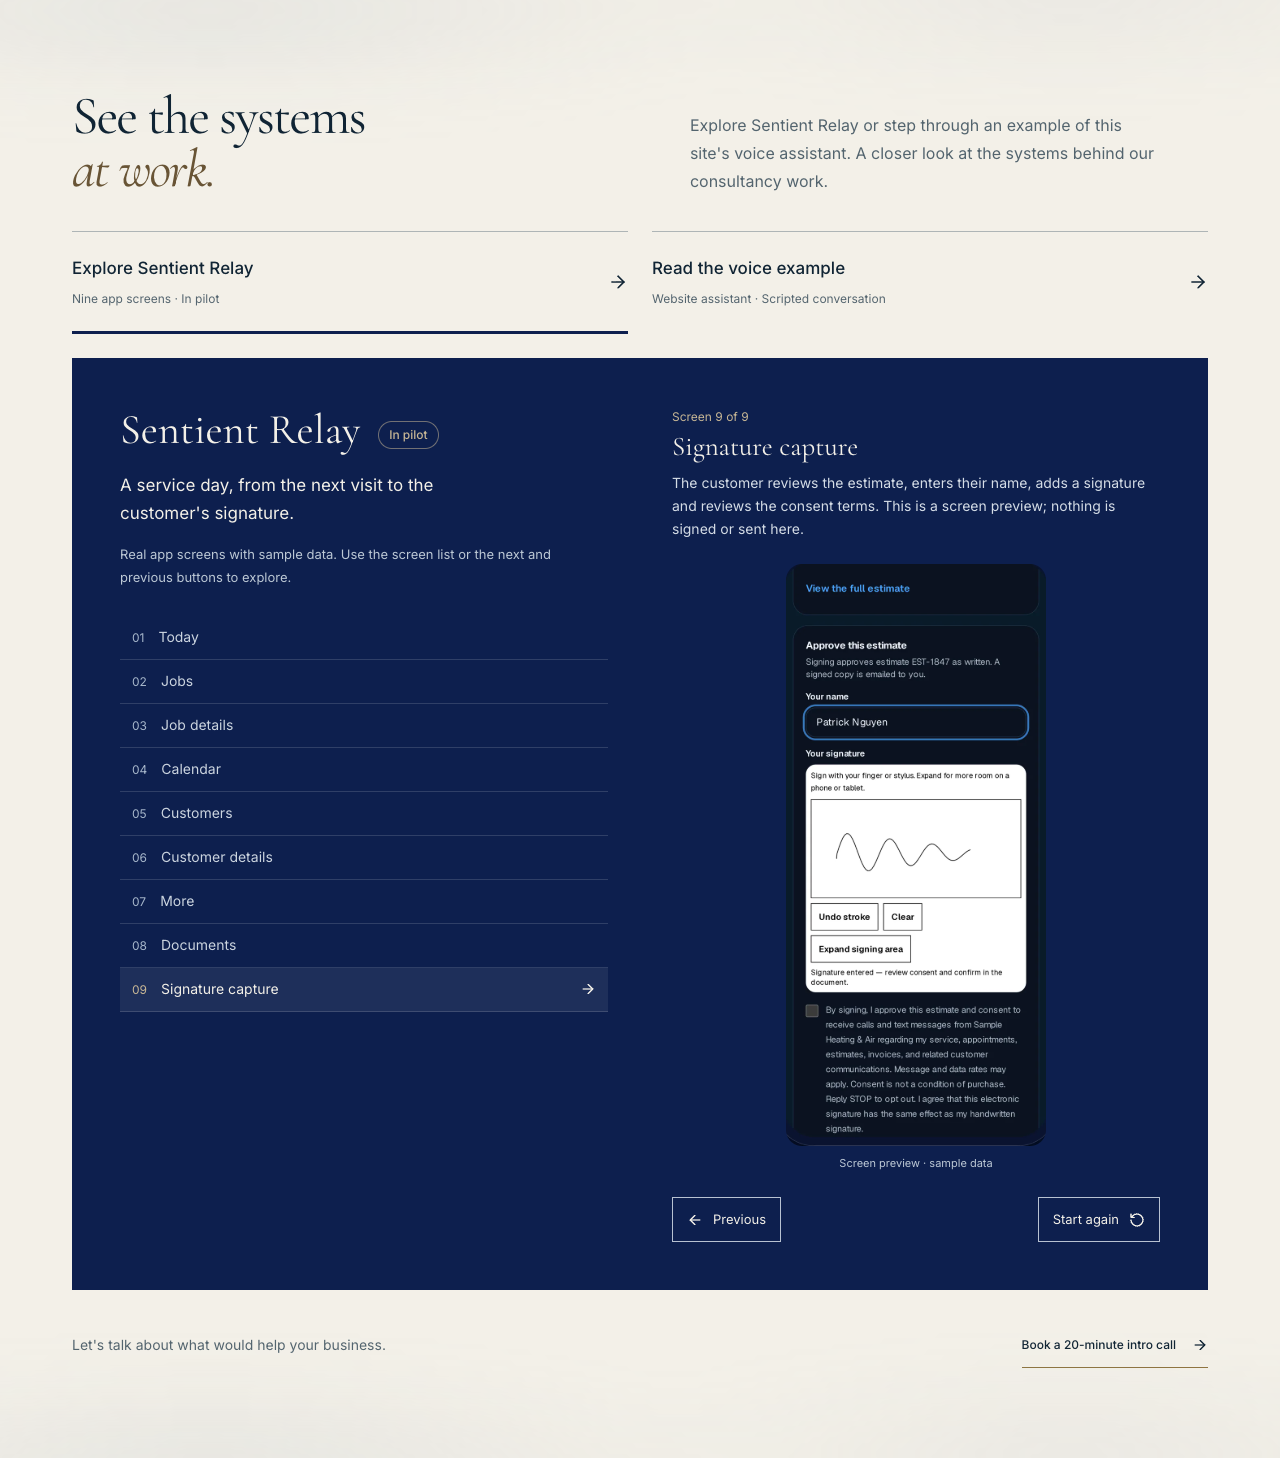 See the systems
at work.
Explore Sentient Relay or step through an example of this
site's voice assistant. A closer look at the systems behind our
consultancy work.
Explore Sentient Relay
Nine app screens · In pilot
Read the voice example
Website assistant · Scripted conversation
Sentient Relay
In pilot
A service day, from the next visit to the
customer's signature.
Real app screens with sample data. Use the screen list or the next and
previous buttons to explore.
01 Today
02 Jobs
03 Job details
04 Calendar
05 Customers
06 Customer details
07 More
08 Documents
09 Signature capture
Screen 9 of 9
Signature capture
The customer reviews the estimate, enters their name, adds a signature
and reviews the consent terms. This is a screen preview; nothing is
signed or sent here.
View the full estimate
Approve this estimate
Signing approves estimate EST-1847 as written. A
signed copy is emailed to you.
Your name
Patrick Nguyen
Your signature
Sign with your finger or stylus. Expand for more room on a
phone or tablet.
Undo stroke
Clear
Expand signing area
Signature entered — review consent and confirm in the
document.
By signing, I approve this estimate and consent to
receive calls and text messages from Sample
Heating & Air regarding my service, appointments,
estimates, invoices, and related customer
communications. Message and data rates may
apply. Consent is not a condition of purchase.
Reply STOP to opt out. I agree that this electronic
signature has the same effect as my handwritten
signature.
Screen preview · sample data
Previous
Start again
Let's talk about what would help your business.
Book a 20-minute intro call